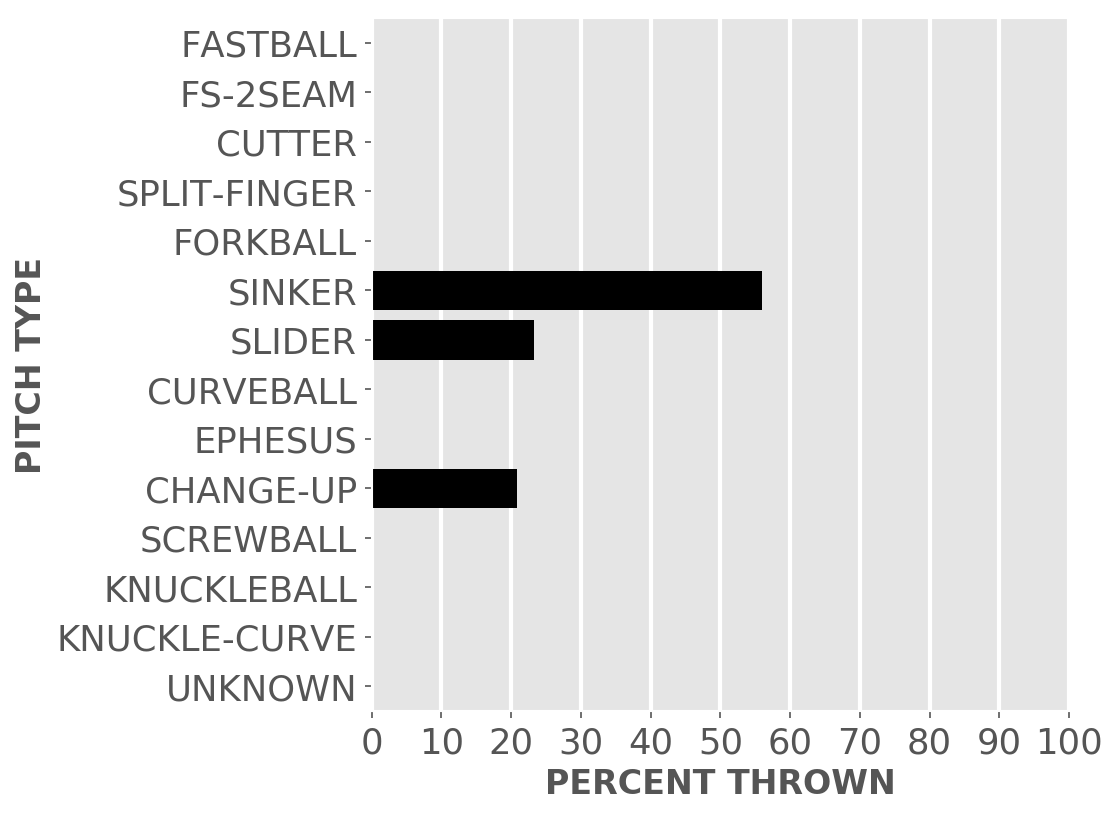 FASTBALL
FS-2SEAM
CUTTER
SPLIT-FINGER
FORKBALL
SINKER
SLIDER
CURVEBALL
EPHESUS
CHANGE-UP
SCREWBALL
KNUCKLEBALL
KNUCKLE-CURVE
UNKNOWN
PITCH TYPE
0 10 20 30 40 50 60 70 80 90 100
PERCENT THROWN